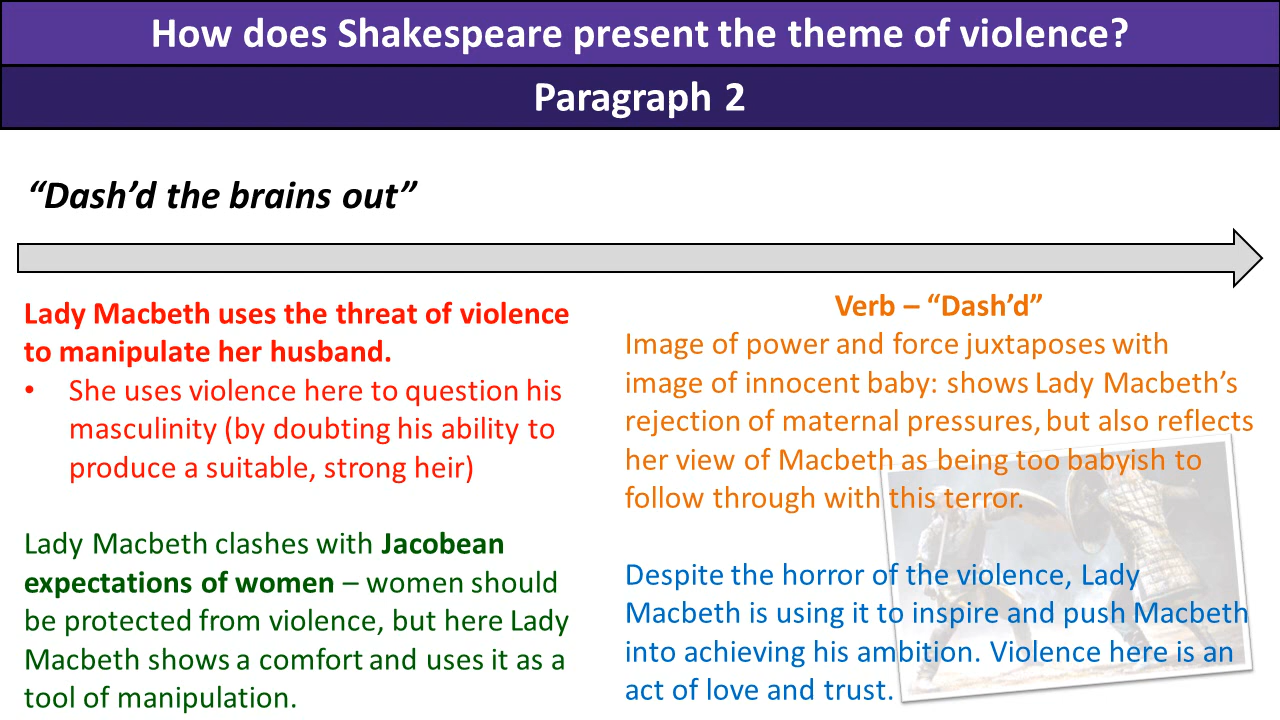 How does Shakespeare present the theme of violence?
Paragraph 2
“Dash’d the brains out”
Lady Macbeth uses the threat of violence
to manipulate her husband.
• She uses violence here to question his
masculinity (by doubting his ability to
produce a suitable, strong heir)
Lady Macbeth clashes with Jacobean
expectations of women – women should
be protected from violence, but here Lady
Macbeth shows a comfort and uses it as a
tool of manipulation.
Verb – “Dash’d”
Image of power and force juxtaposes with
image of innocent baby: shows Lady Macbeth’s
rejection of maternal pressures, but also reflects
her view of Macbeth as being too babyish to
follow through with this terror.
Despite the horror of the violence, Lady
Macbeth is using it to inspire and push Macbeth
into achieving his ambition. Violence here is an
act of love and trust.